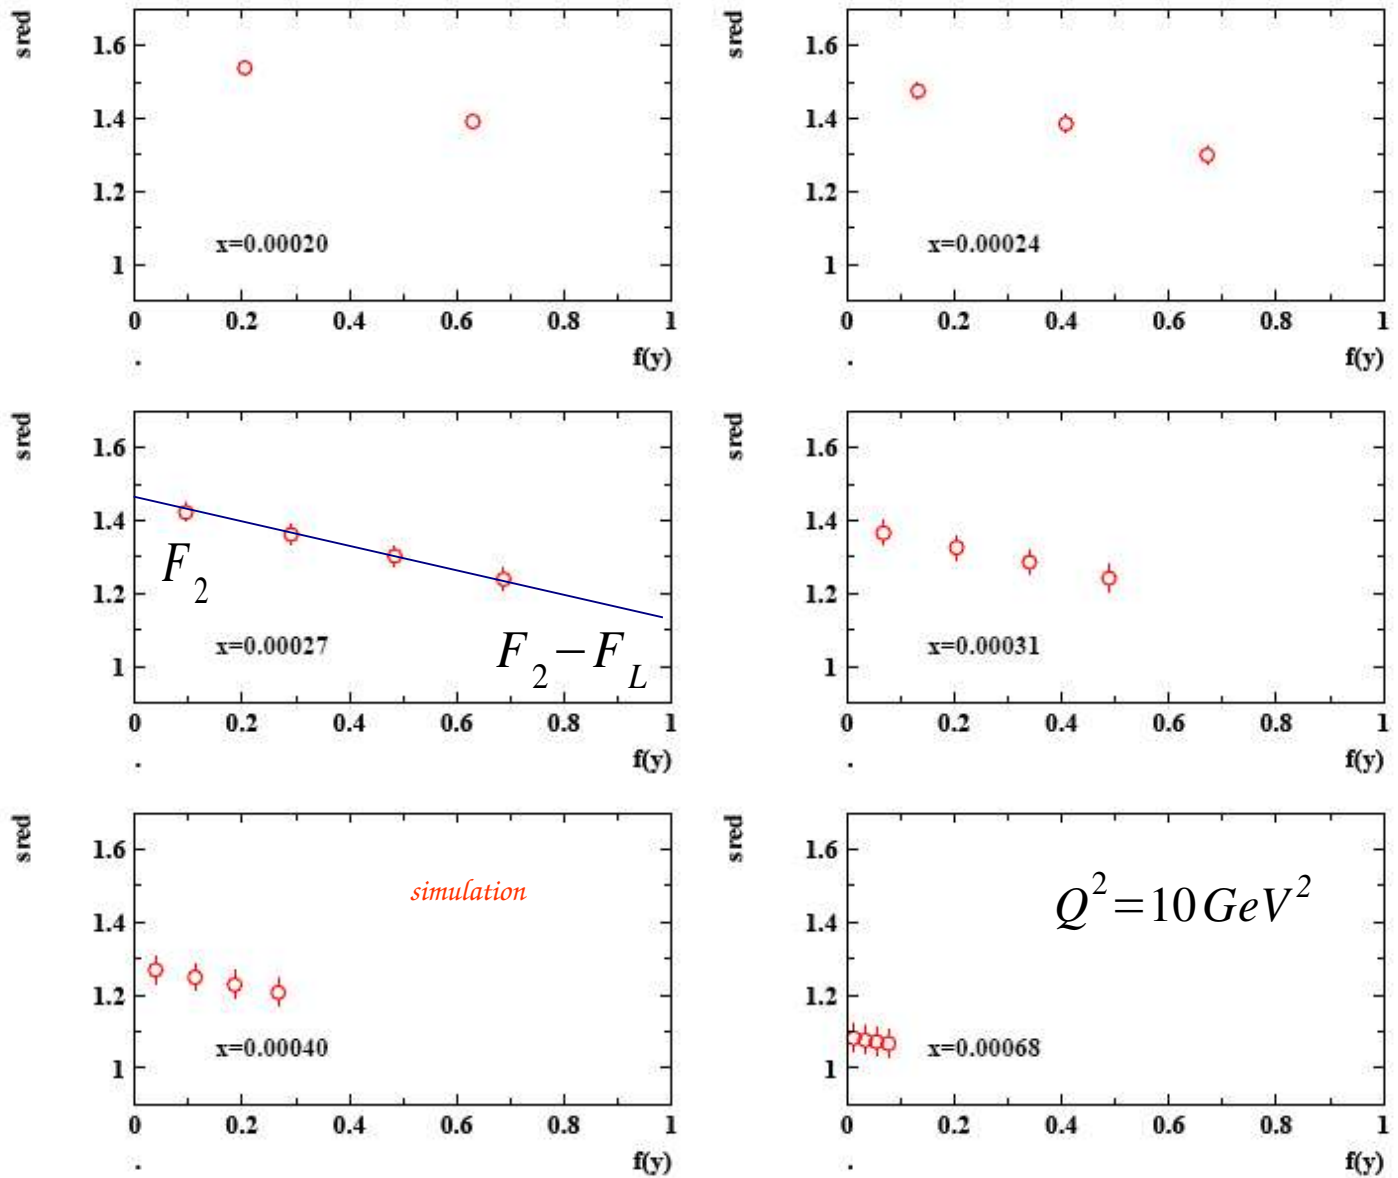 sred
1.6
1.4
1.2
1
x=0.00020
0 0.2 0.4 0.6 0.8 1
. f(y)
sred
1.6
1.4
1.2
1
x=0.00024
0 0.2 0.4 0.6 0.8 1
. f(y)
sred
1.6
1.4
1.2
1
F₂
x=0.00027
F₂−F_L
0 0.2 0.4 0.6 0.8 1
. f(y)
sred
1.6
1.4
1.2
1
x=0.00031
0 0.2 0.4 0.6 0.8 1
. f(y)
sred
1.6
1.4
1.2
1
simulation
x=0.00040
0 0.2 0.4 0.6 0.8 1
. f(y)
sred
1.6
1.4
1.2
1
Q²=10 GeV²
x=0.00068
0 0.2 0.4 0.6 0.8 1
. f(y)